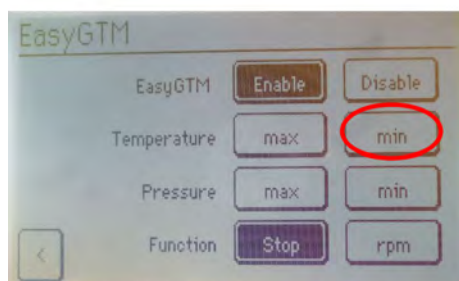 EasyGTM
EasyGTM Enable Disable
Temperature max min
Pressure max min
Function Stop rpm
<